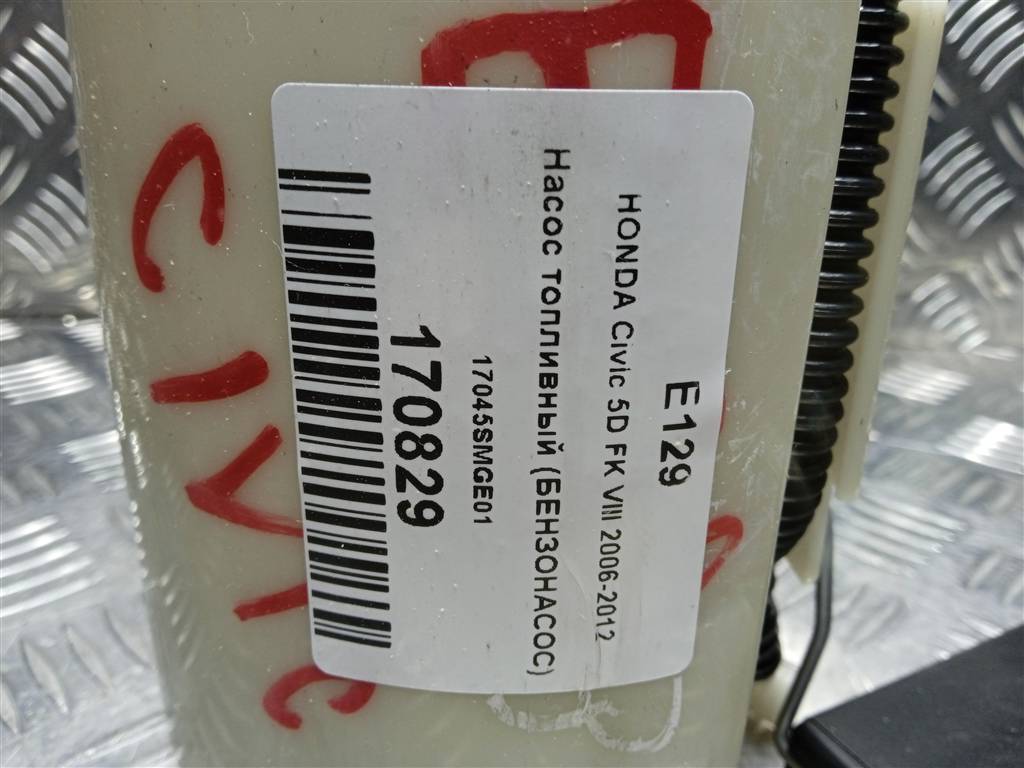 E129
HONDA Civic 5D FK VIII 2006-2012
Насос топливный (БЕНЗОНАСОС)
17045SMGE01
170829
CIVIC